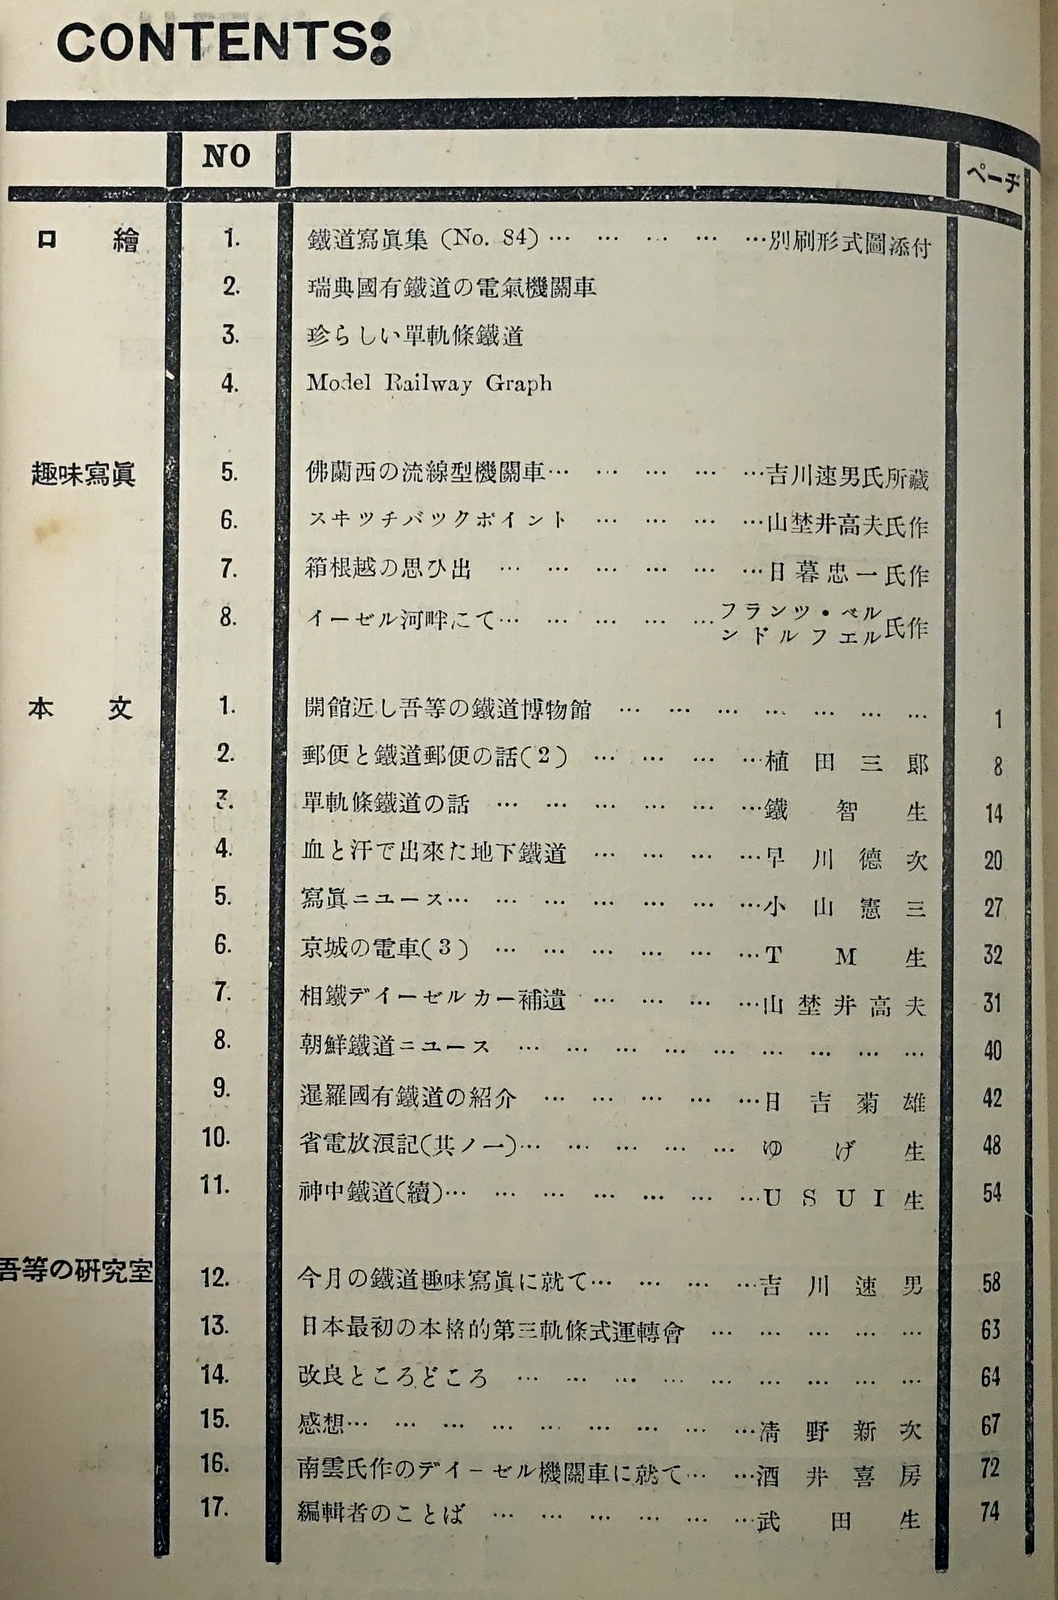 CONTENTS:
NO ページ
口繪 1. 鐵道寫眞集 (No. 84)… … … … …別刷形式圖添付
2. 瑞典國有鐵道の電氣機關車
3. 珍らしい單軌條鐵道
4. Model Railway Graph
趣味寫眞 5. 佛蘭西の流線型機關車… … … … …吉川速男氏所藏
6. スヰツチバツクポイント … … … …山埜井高夫氏作
7. 箱根越の思ひ出 … … … … … …日暮忠一氏作
8. イーゼル河畔にて… … … … …フランツ・ベルンドルフエル氏作
本文 1. 開館近し吾等の鐵道博物館 … … … … … … … 1
2. 郵便と鐵道郵便の話(2) … … … …植田三郎 8
3. 單軌條鐵道の話 … … … … … …鐵智生 14
4. 血と汗で出來た地下鐵道 … … … …早川德次 20
5. 寫眞ニユース… … … … … … …小山憲三 27
6. 京城の電車(3) … … … … … …T M 生 32
7. 相鐵デイーゼルカー補遺 … … … …山埜井高夫 31
8. 朝鮮鐵道ニユース … … … … … … … … … 40
9. 暹羅國有鐵道の紹介 … … … … …日吉菊雄 42
10. 省電放浪記(其ノ一)… … … … … ゆげ生 48
11. 神中鐵道(續)… … … … … … …U S U I 生 54
吾等の硏究室 12. 今月の鐵道趣味寫眞に就て… … … …吉川速男 58
13. 日本最初の本格的第三軌條式運轉會 … … … … … 63
14. 改良ところどころ … … … … … … … … … 64
15. 感想… … … … … … … … …淸野新次 67
16. 南雲氏作のデイーゼル機關車に就て… …酒井喜房 72
17. 編輯者のことば … … … … … …武田生 74